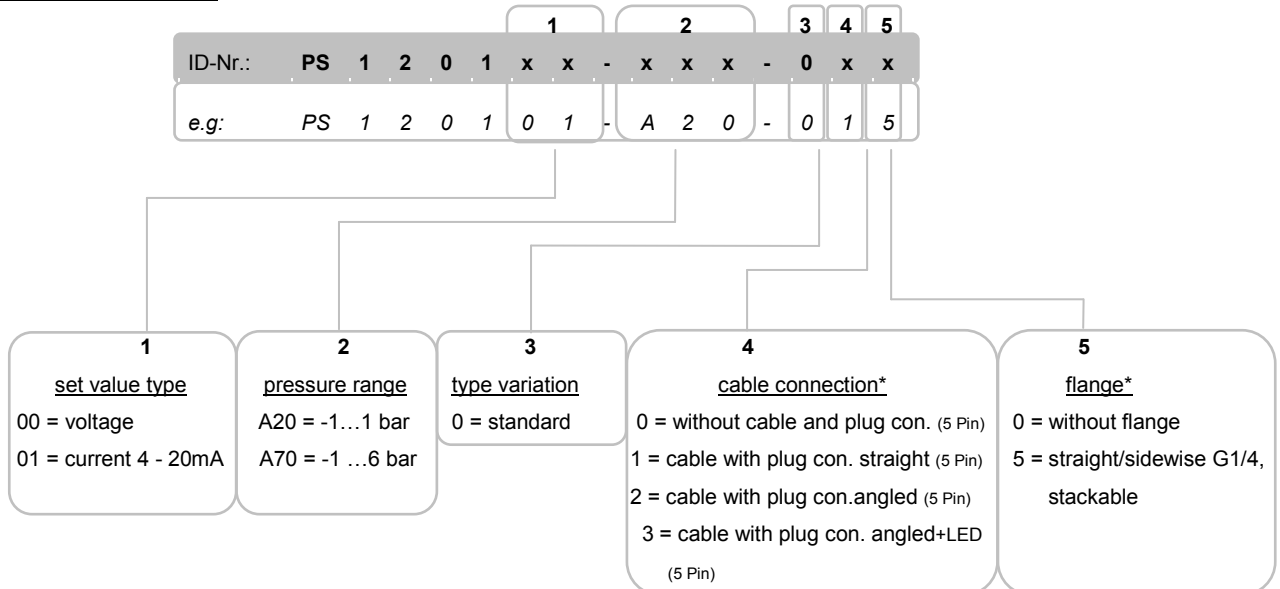 1 2 3 4 5
ID-Nr.: PS 1 2 0 1 x x - x x x - 0 x x
e.g: PS 1 2 0 1 0 1 - A 2 0 - 0 1 5
1
set value type
00 = voltage
01 = current 4 - 20mA
2
pressure range
A20 = -1…1 bar
A70 = -1 …6 bar
3
type variation
0 = standard
4
cable connection*
0 = without cable and plug con. (5 Pin)
1 = cable with plug con. straight (5 Pin)
2 = cable with plug con.angled (5 Pin)
3 = cable with plug con. angled+LED
(5 Pin)
5
flange*
0 = without flange
5 = straight/sidewise G1/4,
stackable